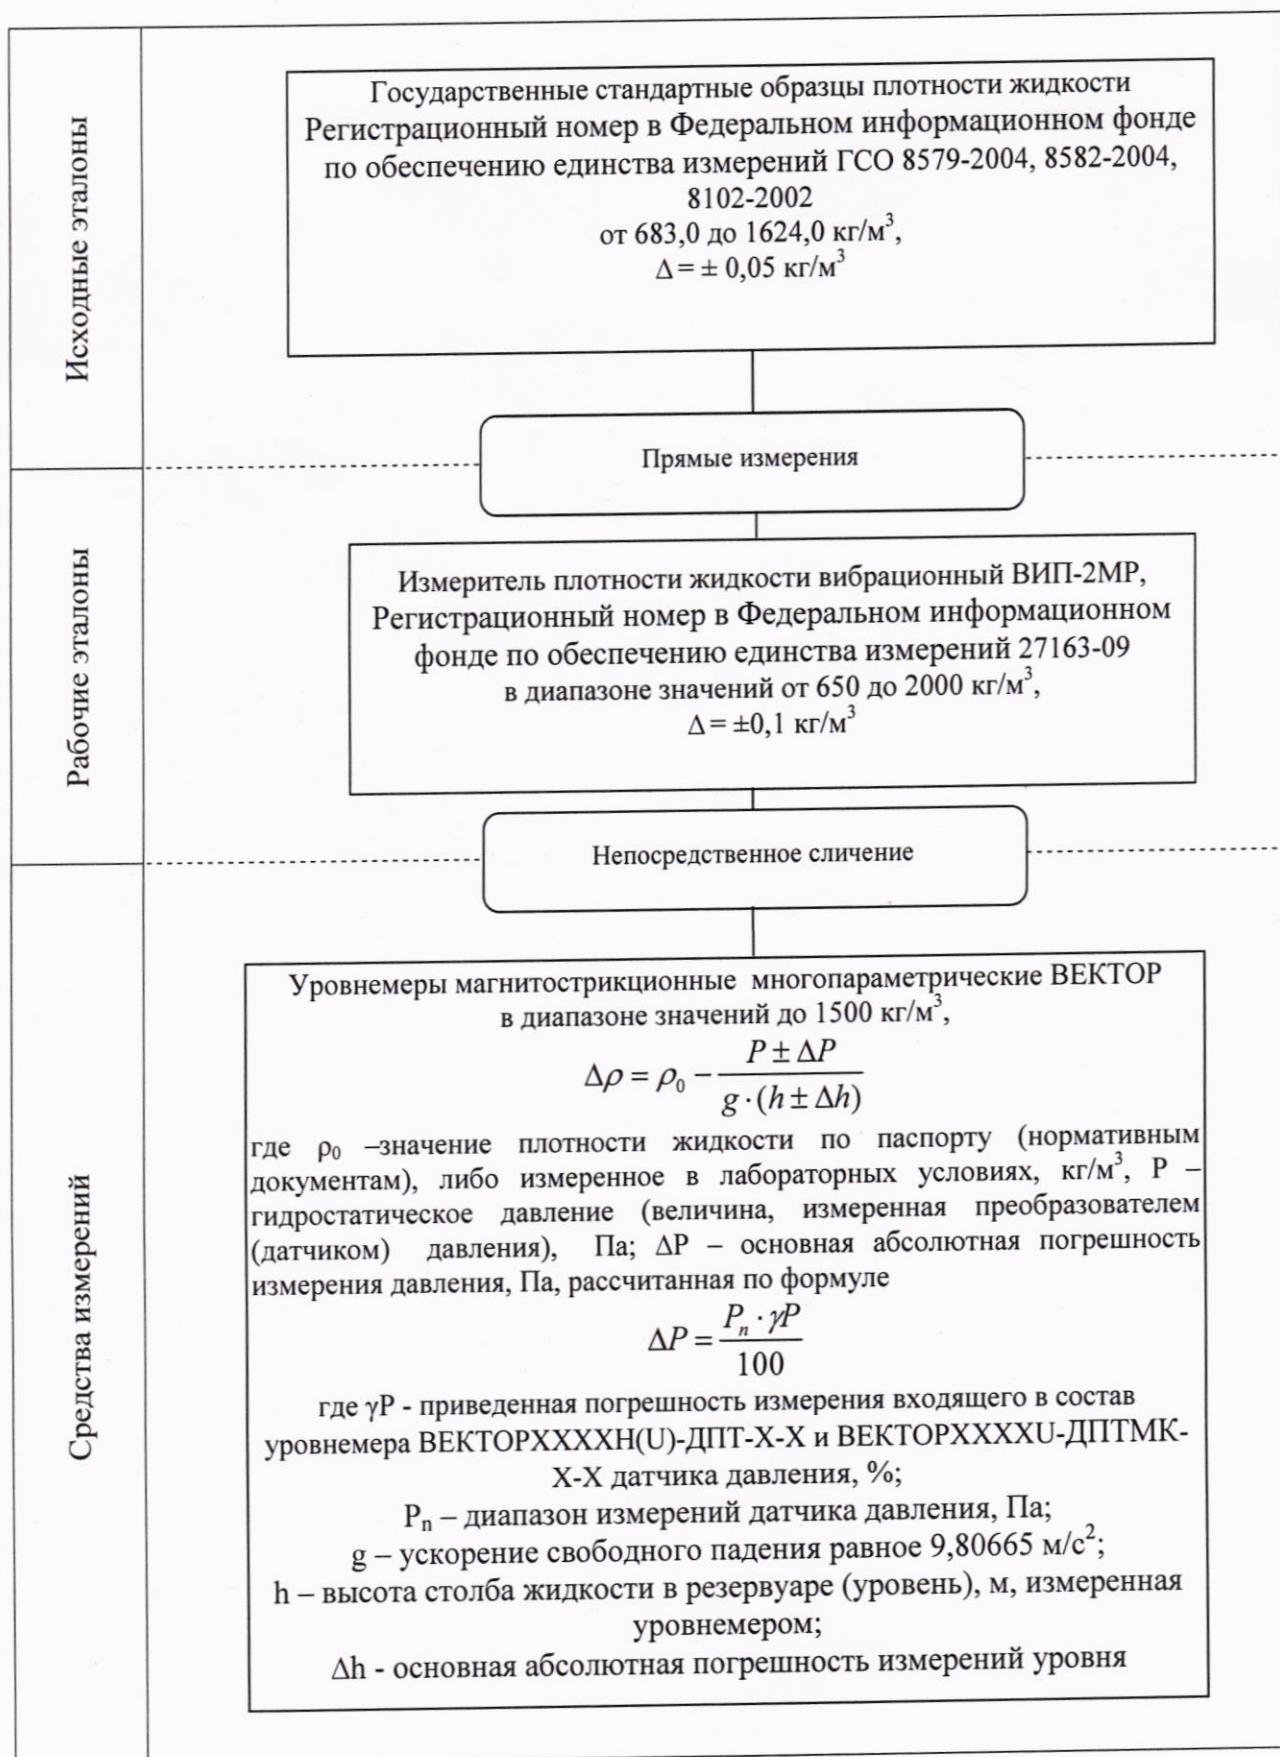 Исходные эталоны
Государственные стандартные образцы плотности жидкости
Регистрационный номер в Федеральном информационном фонде
по обеспечению единства измерений ГСО 8579-2004, 8582-2004,
8102-2002
от 683,0 до 1624,0 кг/м³,
Δ = ± 0,05 кг/м³
Прямые измерения
Рабочие эталоны
Измеритель плотности жидкости вибрационный ВИП-2МР,
Регистрационный номер в Федеральном информационном
фонде по обеспечению единства измерений 27163-09
в диапазоне значений от 650 до 2000 кг/м³,
Δ = ±0,1 кг/м³
Непосредственное сличение
Средства измерений
Уровнемеры магнитострикционные многопараметрические ВЕКТОР
в диапазоне значений до 1500 кг/м³,
Δρ = ρ₀ − (P ± ΔP) / (g · (h ± Δh))
где ρ₀ –значение плотности жидкости по паспорту (нормативным
документам), либо измеренное в лабораторных условиях, кг/м³, Р –
гидростатическое давление (величина, измеренная преобразователем
(датчиком) давления), Па; ΔР – основная абсолютная погрешность
измерения давления, Па, рассчитанная по формуле
ΔP = (Pₙ · γP) / 100
где γР - приведенная погрешность измерения входящего в состав
уровнемера ВЕКТОРХХХХН(U)-ДПТ-Х-Х и ВЕКТОРХХХХU-ДПТМК-
Х-Х датчика давления, %;
Pₙ – диапазон измерений датчика давления, Па;
g – ускорение свободного падения равное 9,80665 м/с²;
h – высота столба жидкости в резервуаре (уровень), м, измеренная
уровнемером;
Δh - основная абсолютная погрешность измерений уровня